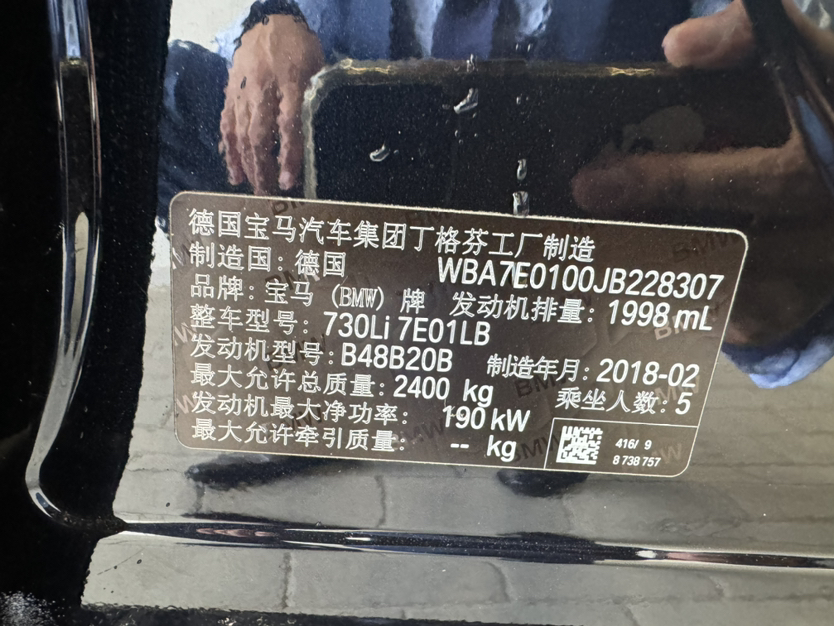 德国宝马汽车集团丁格芬工厂制造
制造国：德国 WBA7E0100JB228307
品牌：宝马 (BMW) 牌 发动机排量：1998 mL
整车型号：730Li 7E01LB
发动机型号：B48B20B 制造年月：2018-02
最大允许总质量：2400 kg 乘坐人数：5
发动机最大净功率： 190 kW
最大允许牵引质量： -- kg
416/ 9
8 738 757